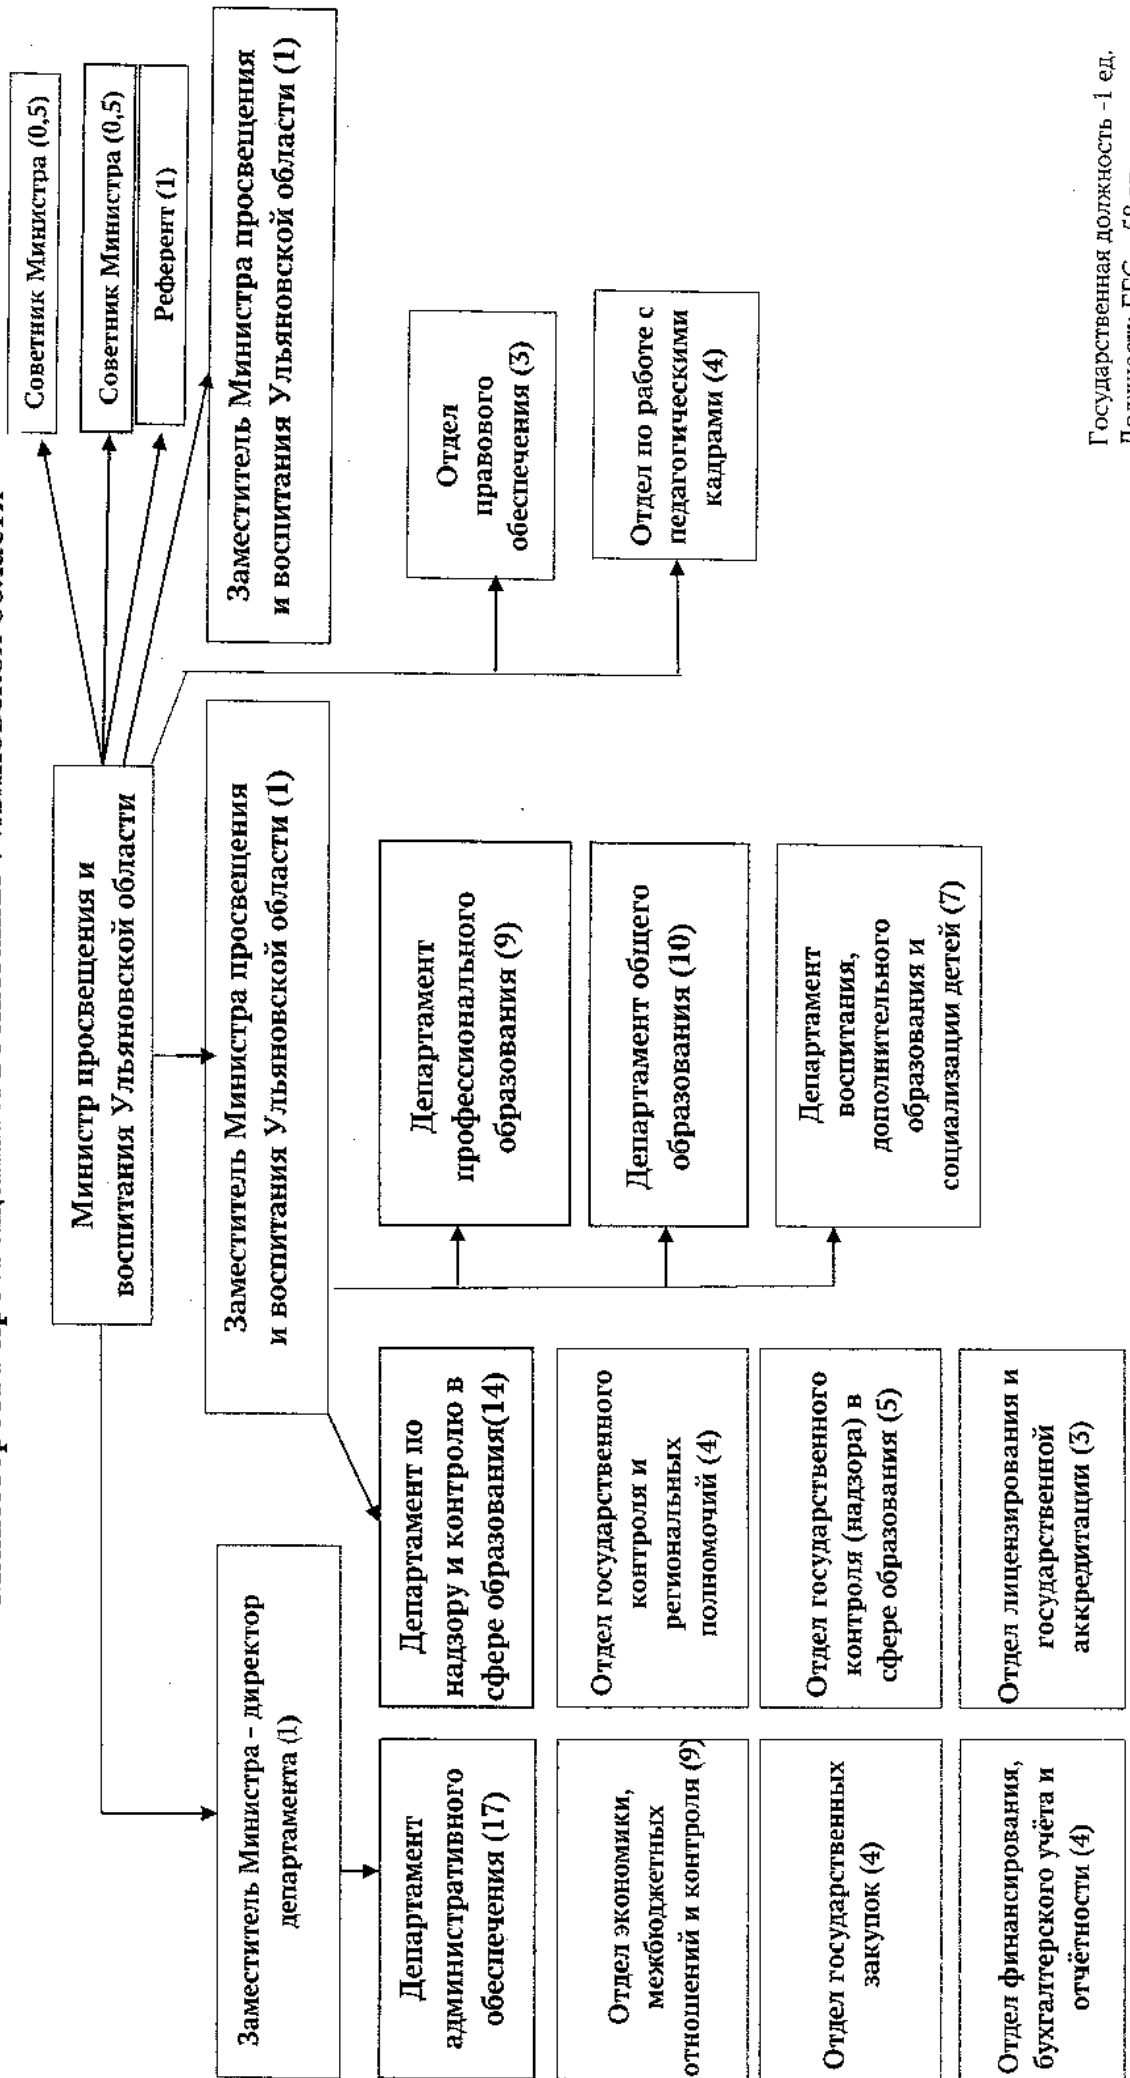 Советник Министра (0,5)
Советник Министра (0,5)
Референт (1)
Министр просвещения и
воспитания Ульяновской области
Заместитель Министра просвещения
и воспитания Ульяновской области (1)
Заместитель Министра просвещения
и воспитания Ульяновской области (1)
Заместитель Министра – директор
департамента (1)
Департамент
административного
обеспечения (17)
Отдел экономики,
межбюджетных
отношений и контроля (9)
Отдел государственных
закупок (4)
Отдел финансирования,
бухгалтерского учёта и
отчётности (4)
Департамент по
надзору и контролю в
сфере образования(14)
Отдел государственного
контроля и
региональных
полномочий (4)
Отдел государственного
контроля (надзора) в
сфере образования (5)
Отдел лицензирования и
государственной
аккредитации (3)
Департамент
профессионального
образования (9)
Департамент общего
образования (10)
Департамент
воспитания,
дополнительного
образования и
социализации детей (7)
Отдел
правового
обеспечения (3)
Отдел по работе с
педагогическими
кадрами (4)
Государственная должность –1 ед.